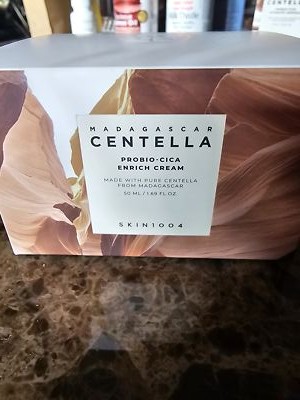 MADAGASCAR
CENTELLA
PROBIO-CICA
ENRICH CREAM
MADE WITH PURE CENTELLA
FROM MADAGASCAR
50 ML / 1.69 FL.OZ.
SKIN1004
CENTELLA